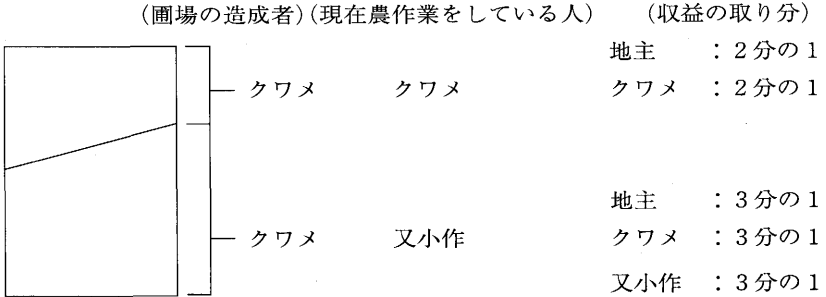 (圃場の造成者)(現在農作業をしている人) (収益の取り分)
地主 : 2分の1
クワメ クワメ クワメ : 2分の1
地主 : 3分の1
クワメ 又小作 クワメ : 3分の1
又小作 : 3分の1